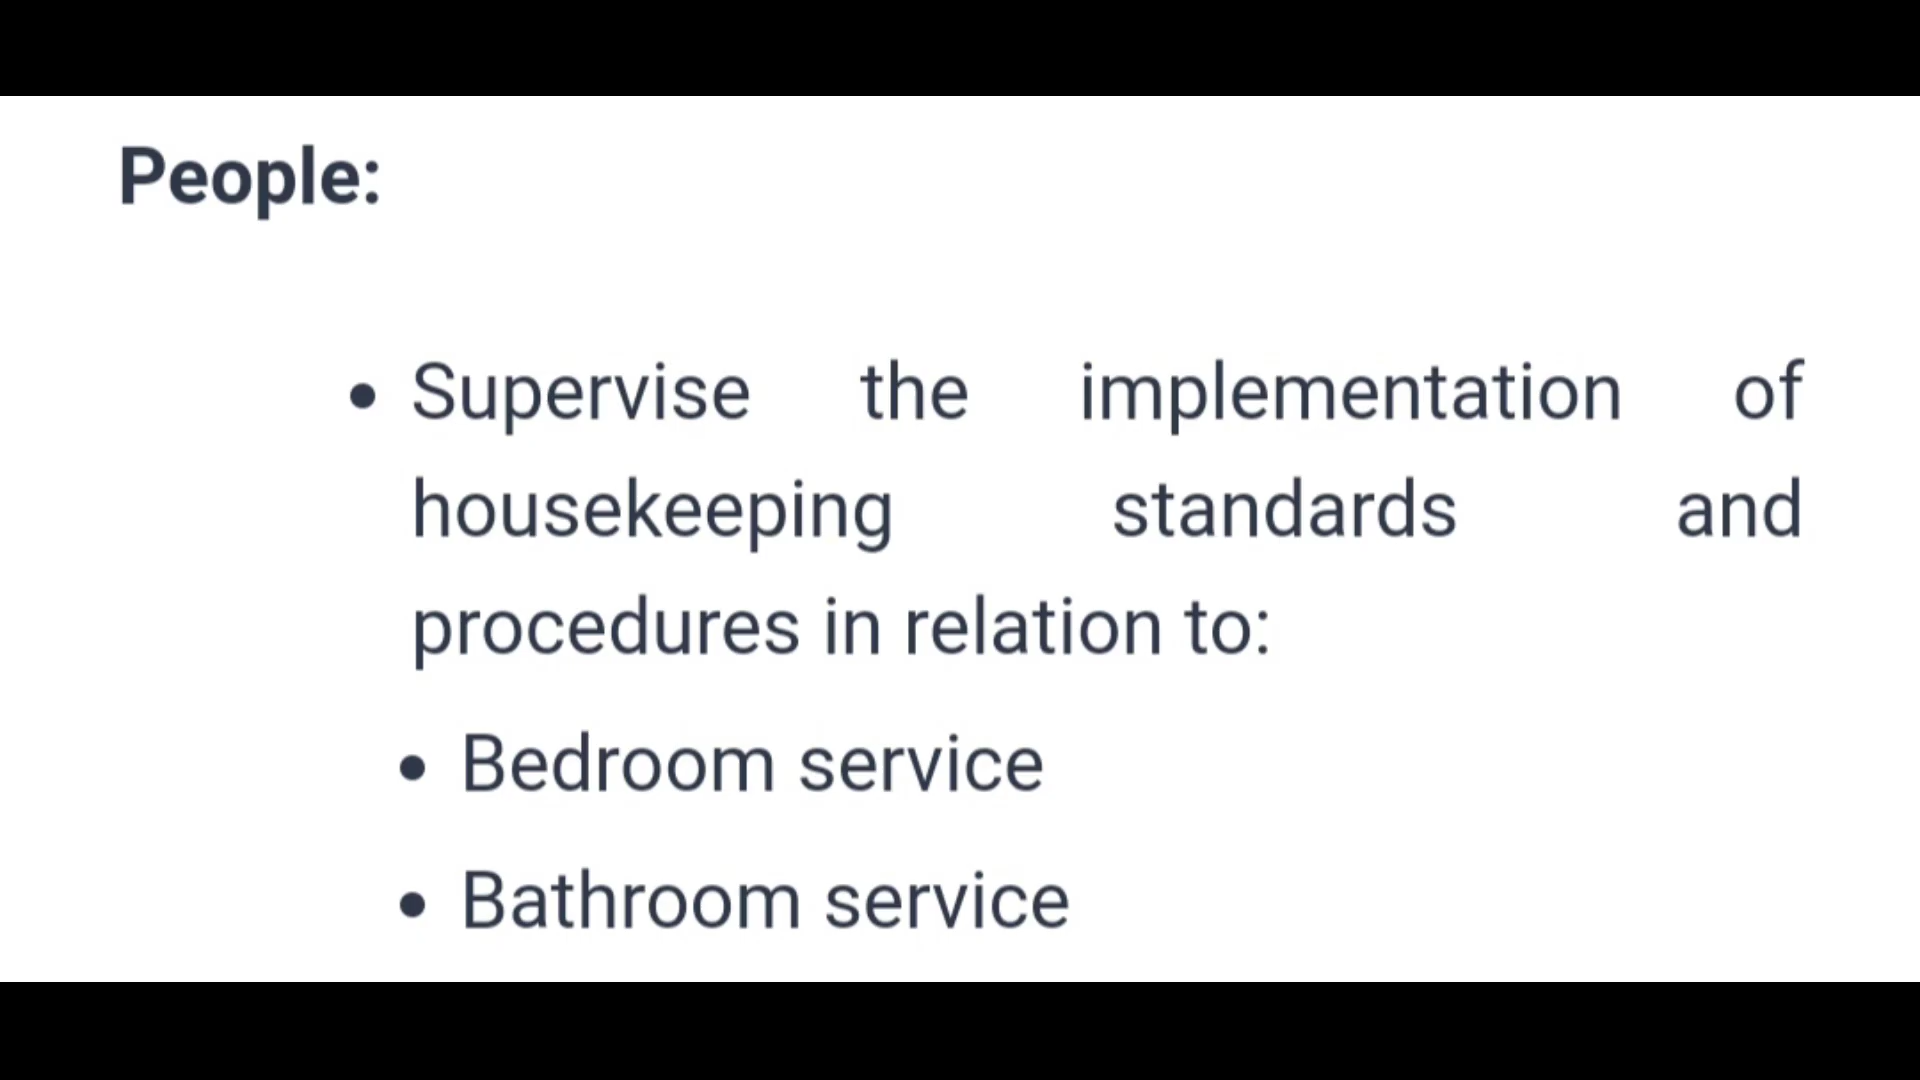 People:
• Supervise the implementation of
housekeeping standards and
procedures in relation to:
• Bedroom service
• Bathroom service